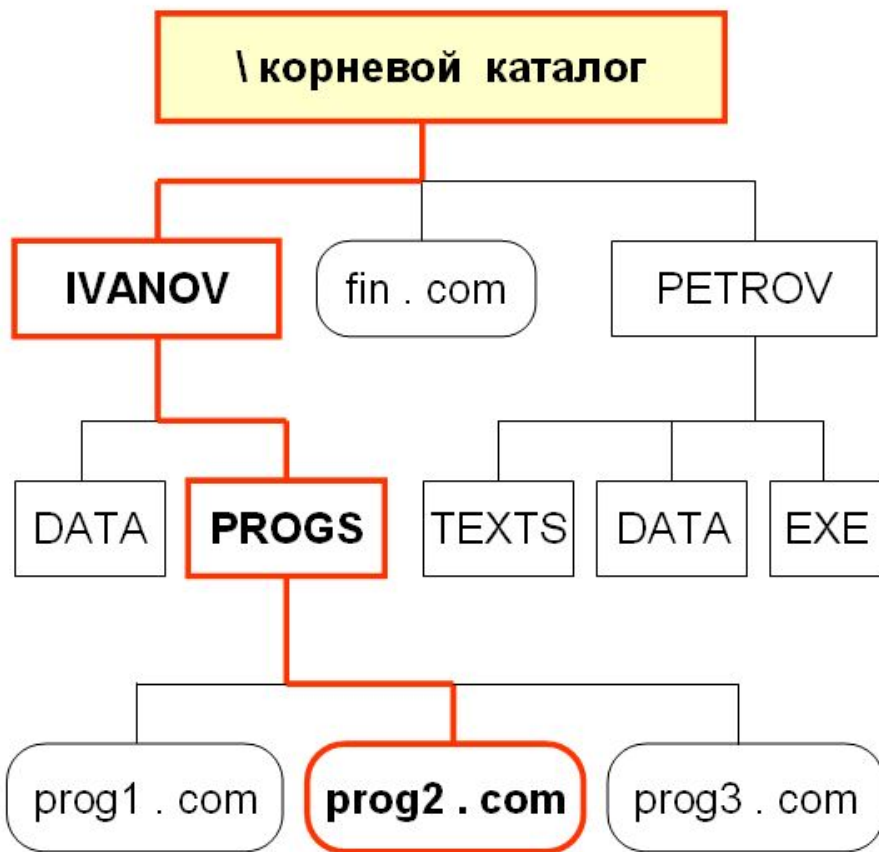 \ корневой каталог
IVANOV
fin . com
PETROV
DATA
PROGS
TEXTS
DATA
EXE
prog1 . com
prog2 . com
prog3 . com